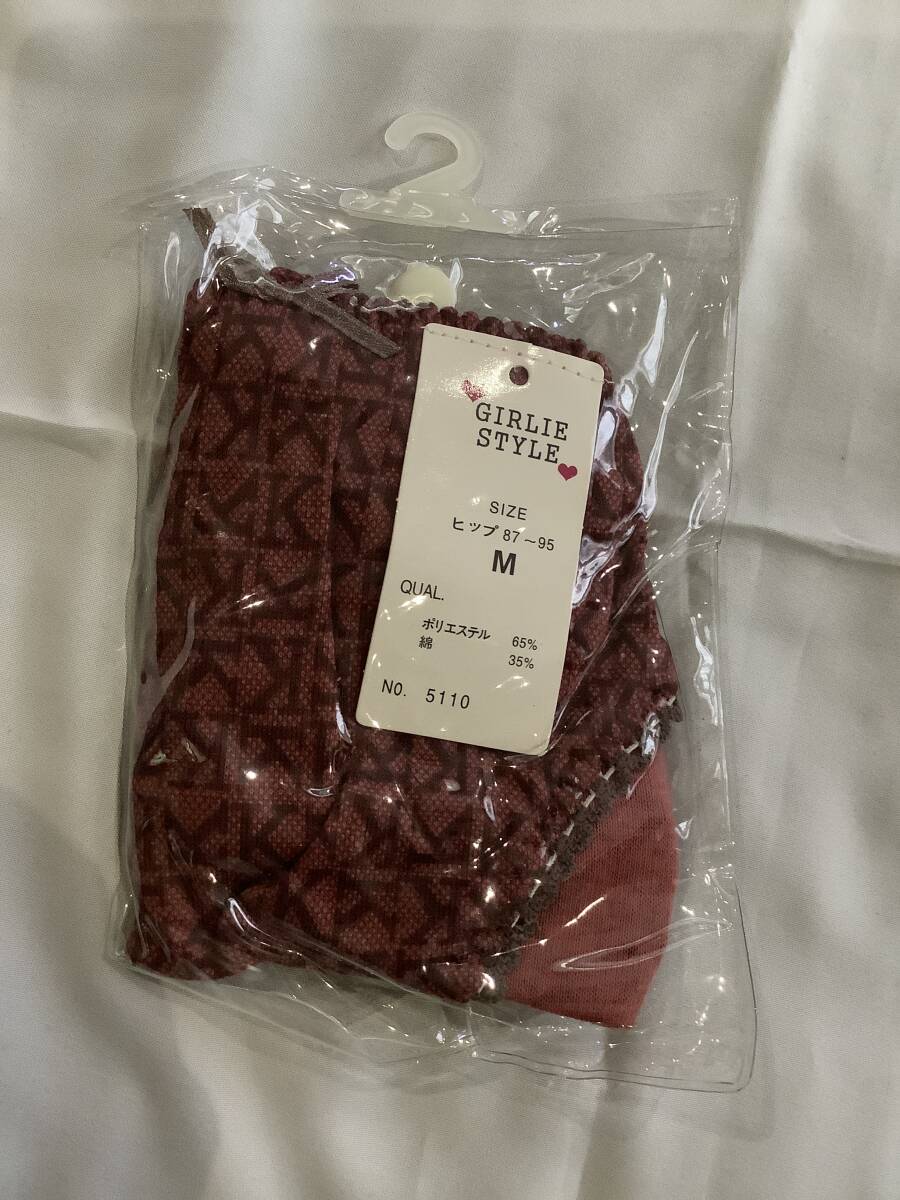 GIRLIE
STYLE
SIZE
ヒップ 87〜95
M
QUAL.
ポリエステル 65%
綿 35%
NO. 5110